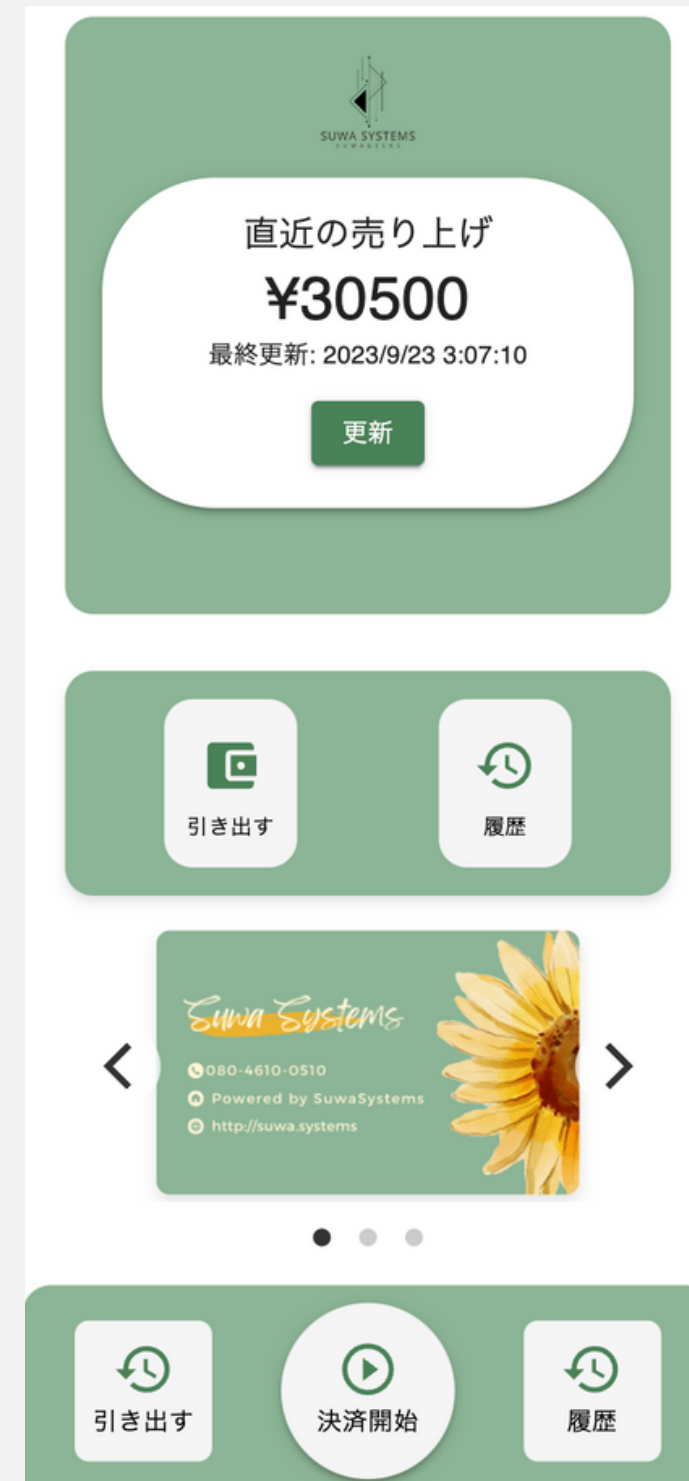 SUWA SYSTEMS
直近の売り上げ
¥30500
最終更新: 2023/9/23 3:07:10
更新
引き出す
履歴
Suwa Systems
080-4610-0510
Powered by SuwaSystems
http://suwa.systems
引き出す
決済開始
履歴